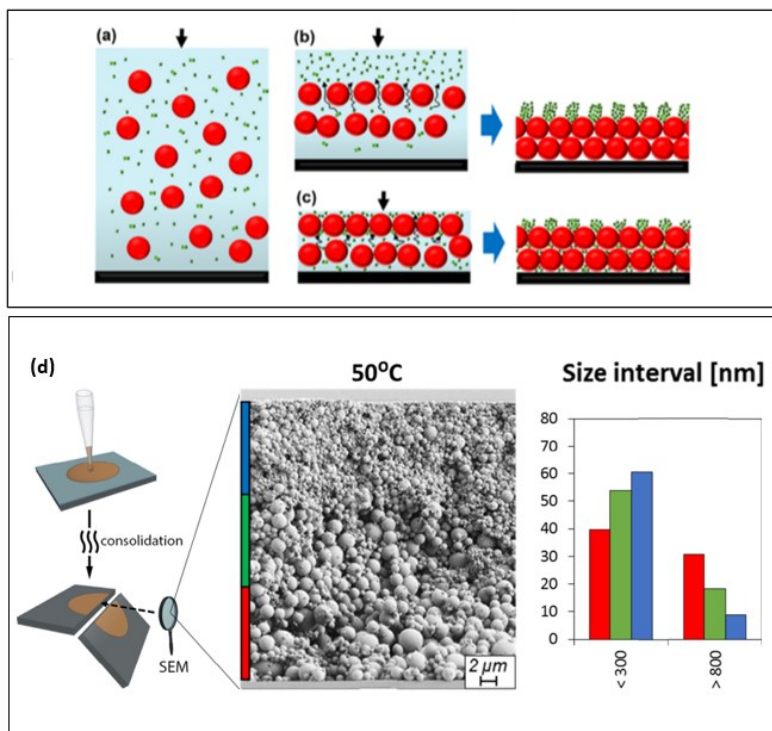 (a)
(b)
(c)
(d)
50°C
Size interval [nm]
consolidation
SEM
2 µm
80
70
60
50
40
30
20
10
0
< 300
> 800